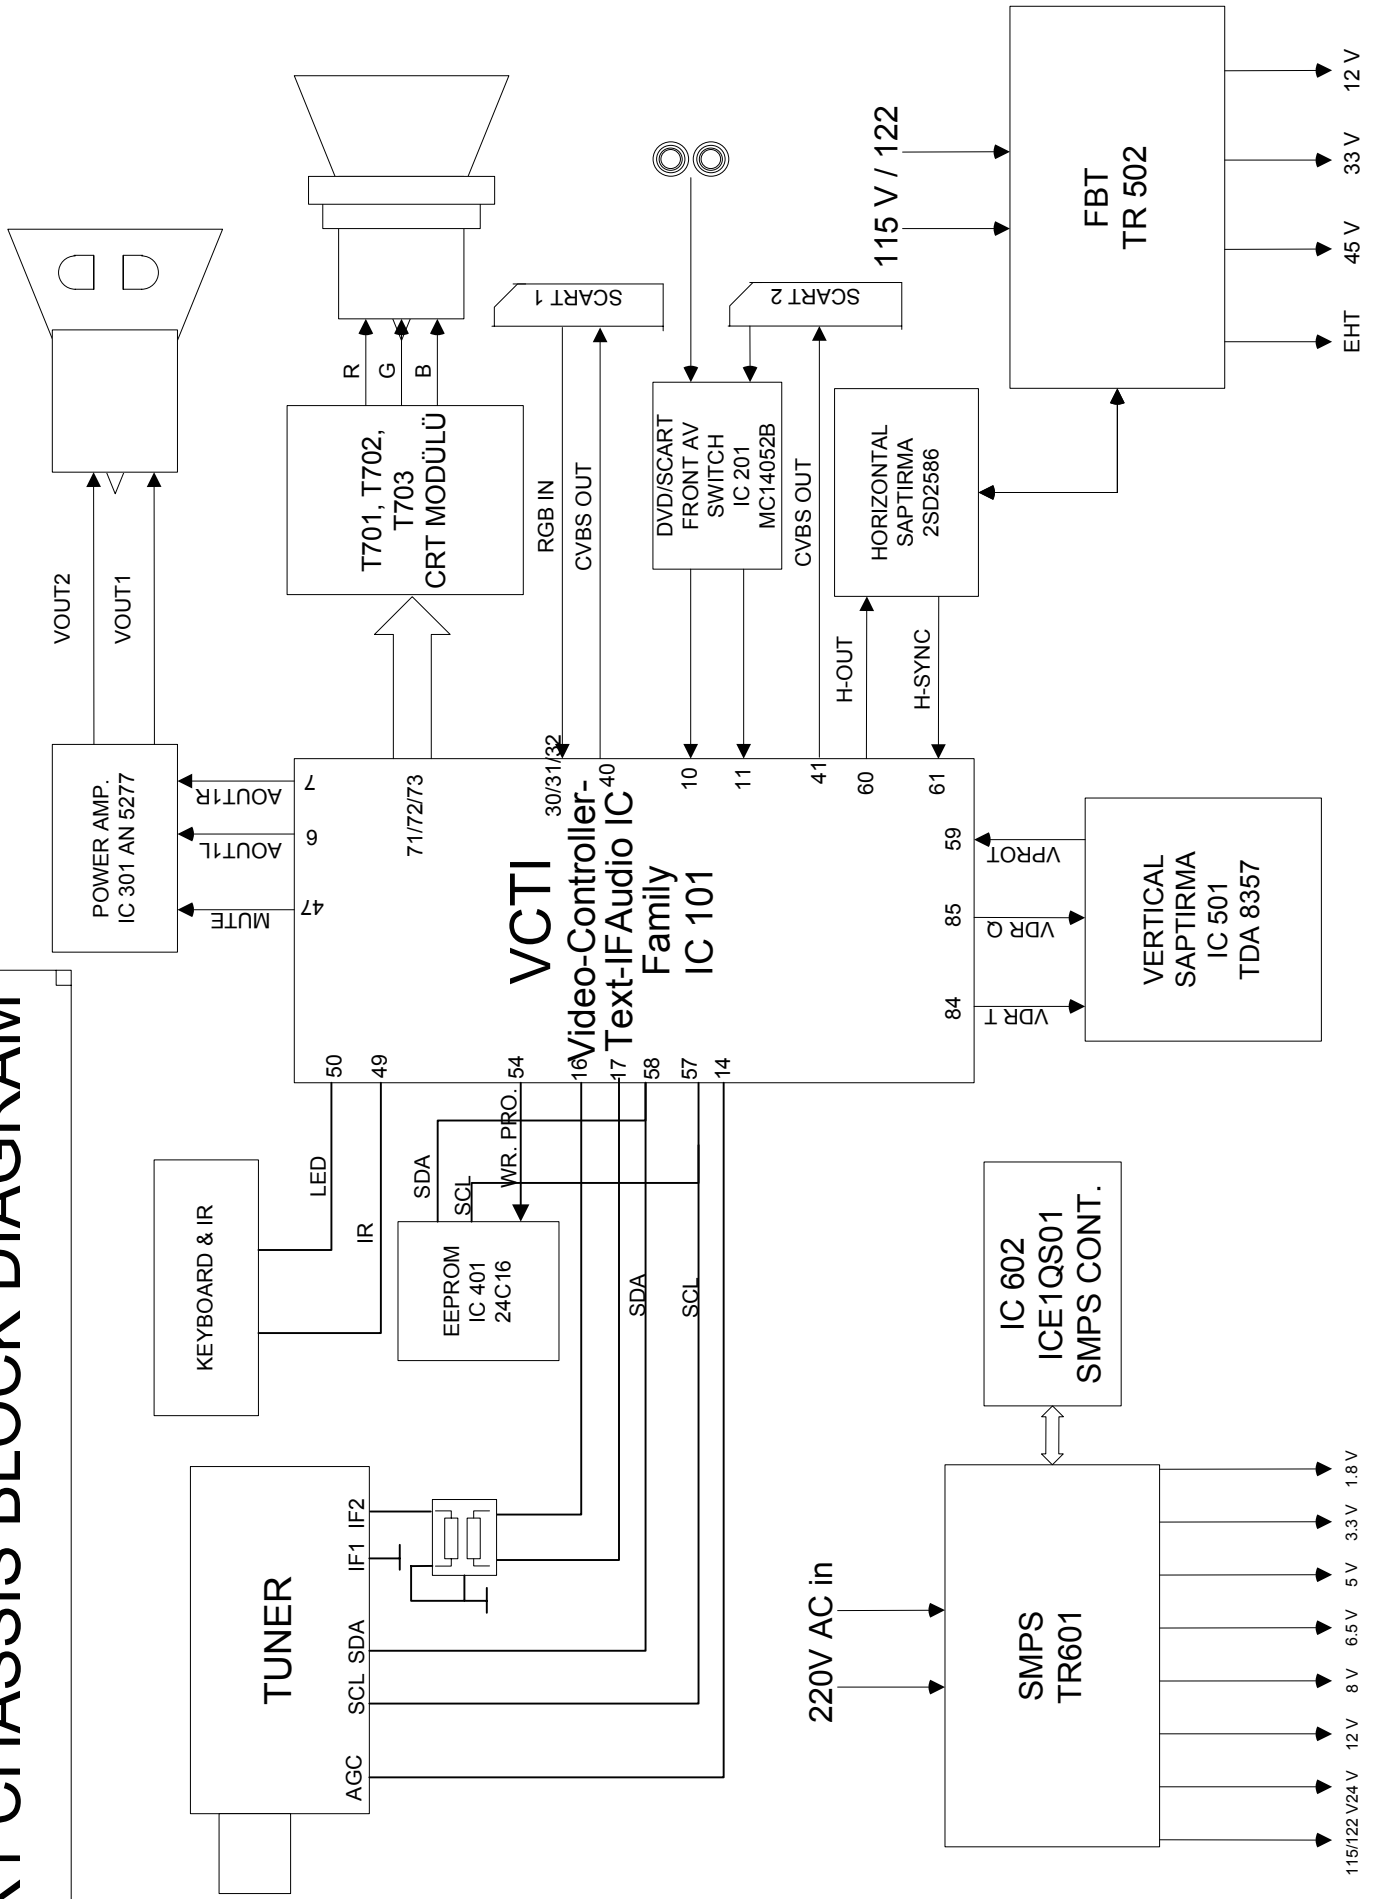 CHASSIS BLOCK DIAGRAM
TUNER
AGC
SCL
SDA
IF1
IF2
KEYBOARD & IR
LED
IR
EEPROM
IC 401
24C16
SDA
SCL
WR. PRO.
SDA
SCL
50
49
54
16
17
58
57
14
VCTI
Video-Controller-
Text-IFAudio IC
Family
IC 101
47
6
7
MUTE
AOUT1L
AOUT1R
POWER AMP.
IC 301 AN 5277
VOUT2
VOUT1
71/72/73
30/31/32
40
10
11
41
60
61
T701, T702,
T703
CRT MODÜLÜ
R
G
B
RGB IN
CVBS OUT
SCART 1
DVD/SCART
FRONT AV
SWITCH
IC 201
MC14052B
CVBS OUT
SCART 2
H-OUT
H-SYNC
HORIZONTAL
SAPTIRMA
2SD2586
84
85
59
VDR T
VDR Q
VPROT
VERTICAL
SAPTIRMA
IC 501
TDA 8357
115 V / 122
FBT
TR 502
EHT
45 V
33 V
12 V
220V AC in
SMPS
TR601
IC 602
ICE1QS01
SMPS CONT.
115/122 V
24 V
12 V
8 V
6.5 V
5 V
3.3 V
1.8 V